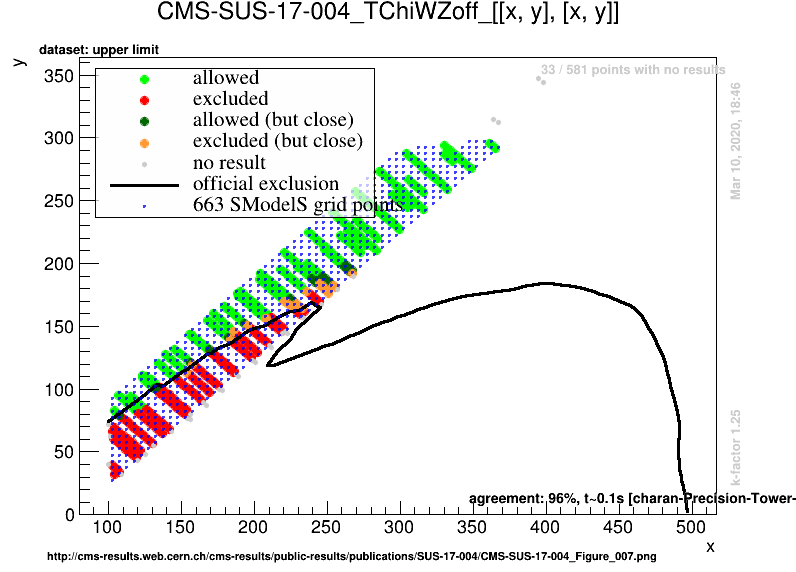 CMS-SUS-17-004_TChiWZoff_[[x, y], [x, y]]
dataset: upper limit
y
33 / 581 points with no results
allowed
excluded
allowed (but close)
excluded (but close)
no result
official exclusion
663 SModelS grid points
350
300
250
200
150
100
50
0
Mar 10, 2020, 18:46
k-factor 1.25
agreement: 96%, t~0.1s [charan-Precision-Tower-
100 150 200 250 300 350 400 450 500
x
http://cms-results.web.cern.ch/cms-results/public-results/publications/SUS-17-004/CMS-SUS-17-004_Figure_007.png